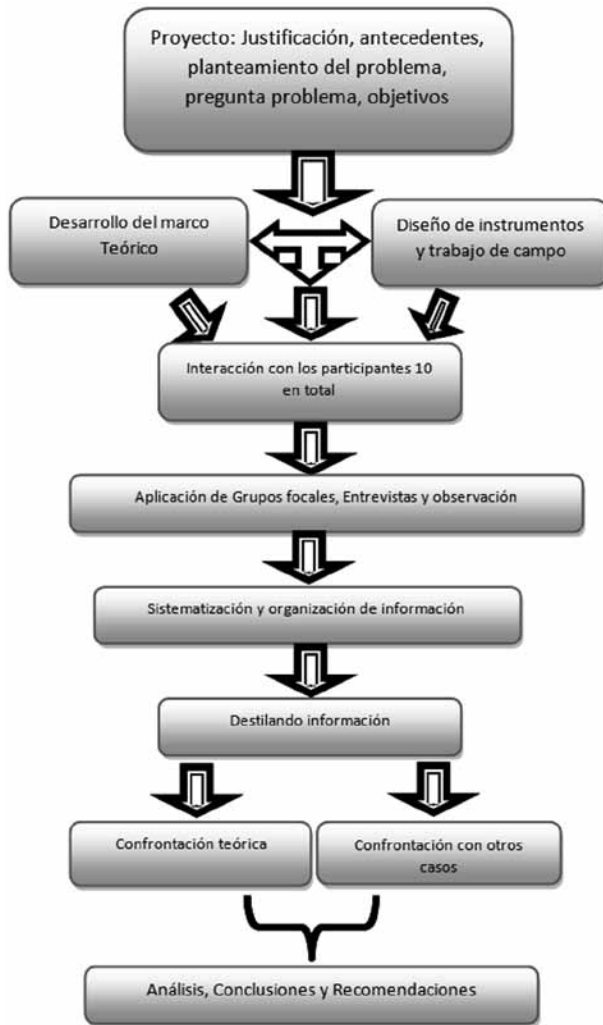 Proyecto: Justificación, antecedentes,
planteamiento del problema,
pregunta problema, objetivos
Desarrollo del marco
Teórico
Diseño de instrumentos
y trabajo de campo
Interacción con los participantes 10
en total
Aplicación de Grupos focales, Entrevistas y observación
Sistematización y organización de información
Destilando información
Confrontación teórica
Confrontación con otros
casos
Análisis, Conclusiones y Recomendaciones